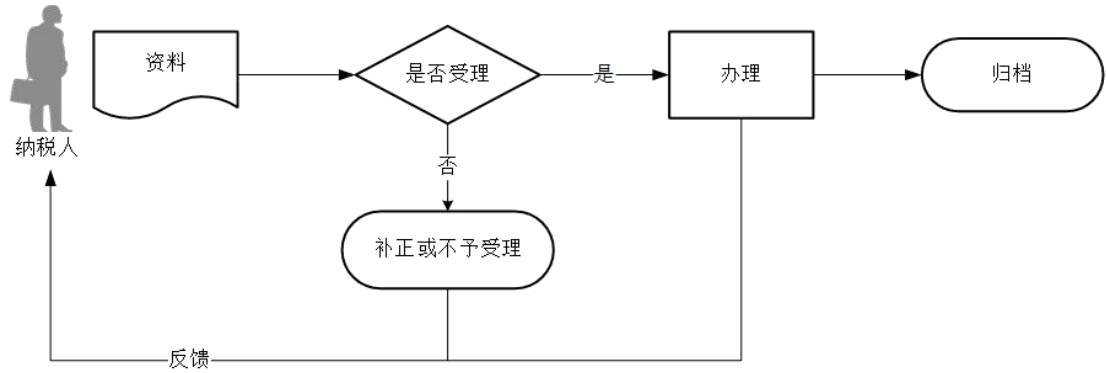 纳税人
资料
是否受理
是
办理
归档
否
补正或不予受理
反馈